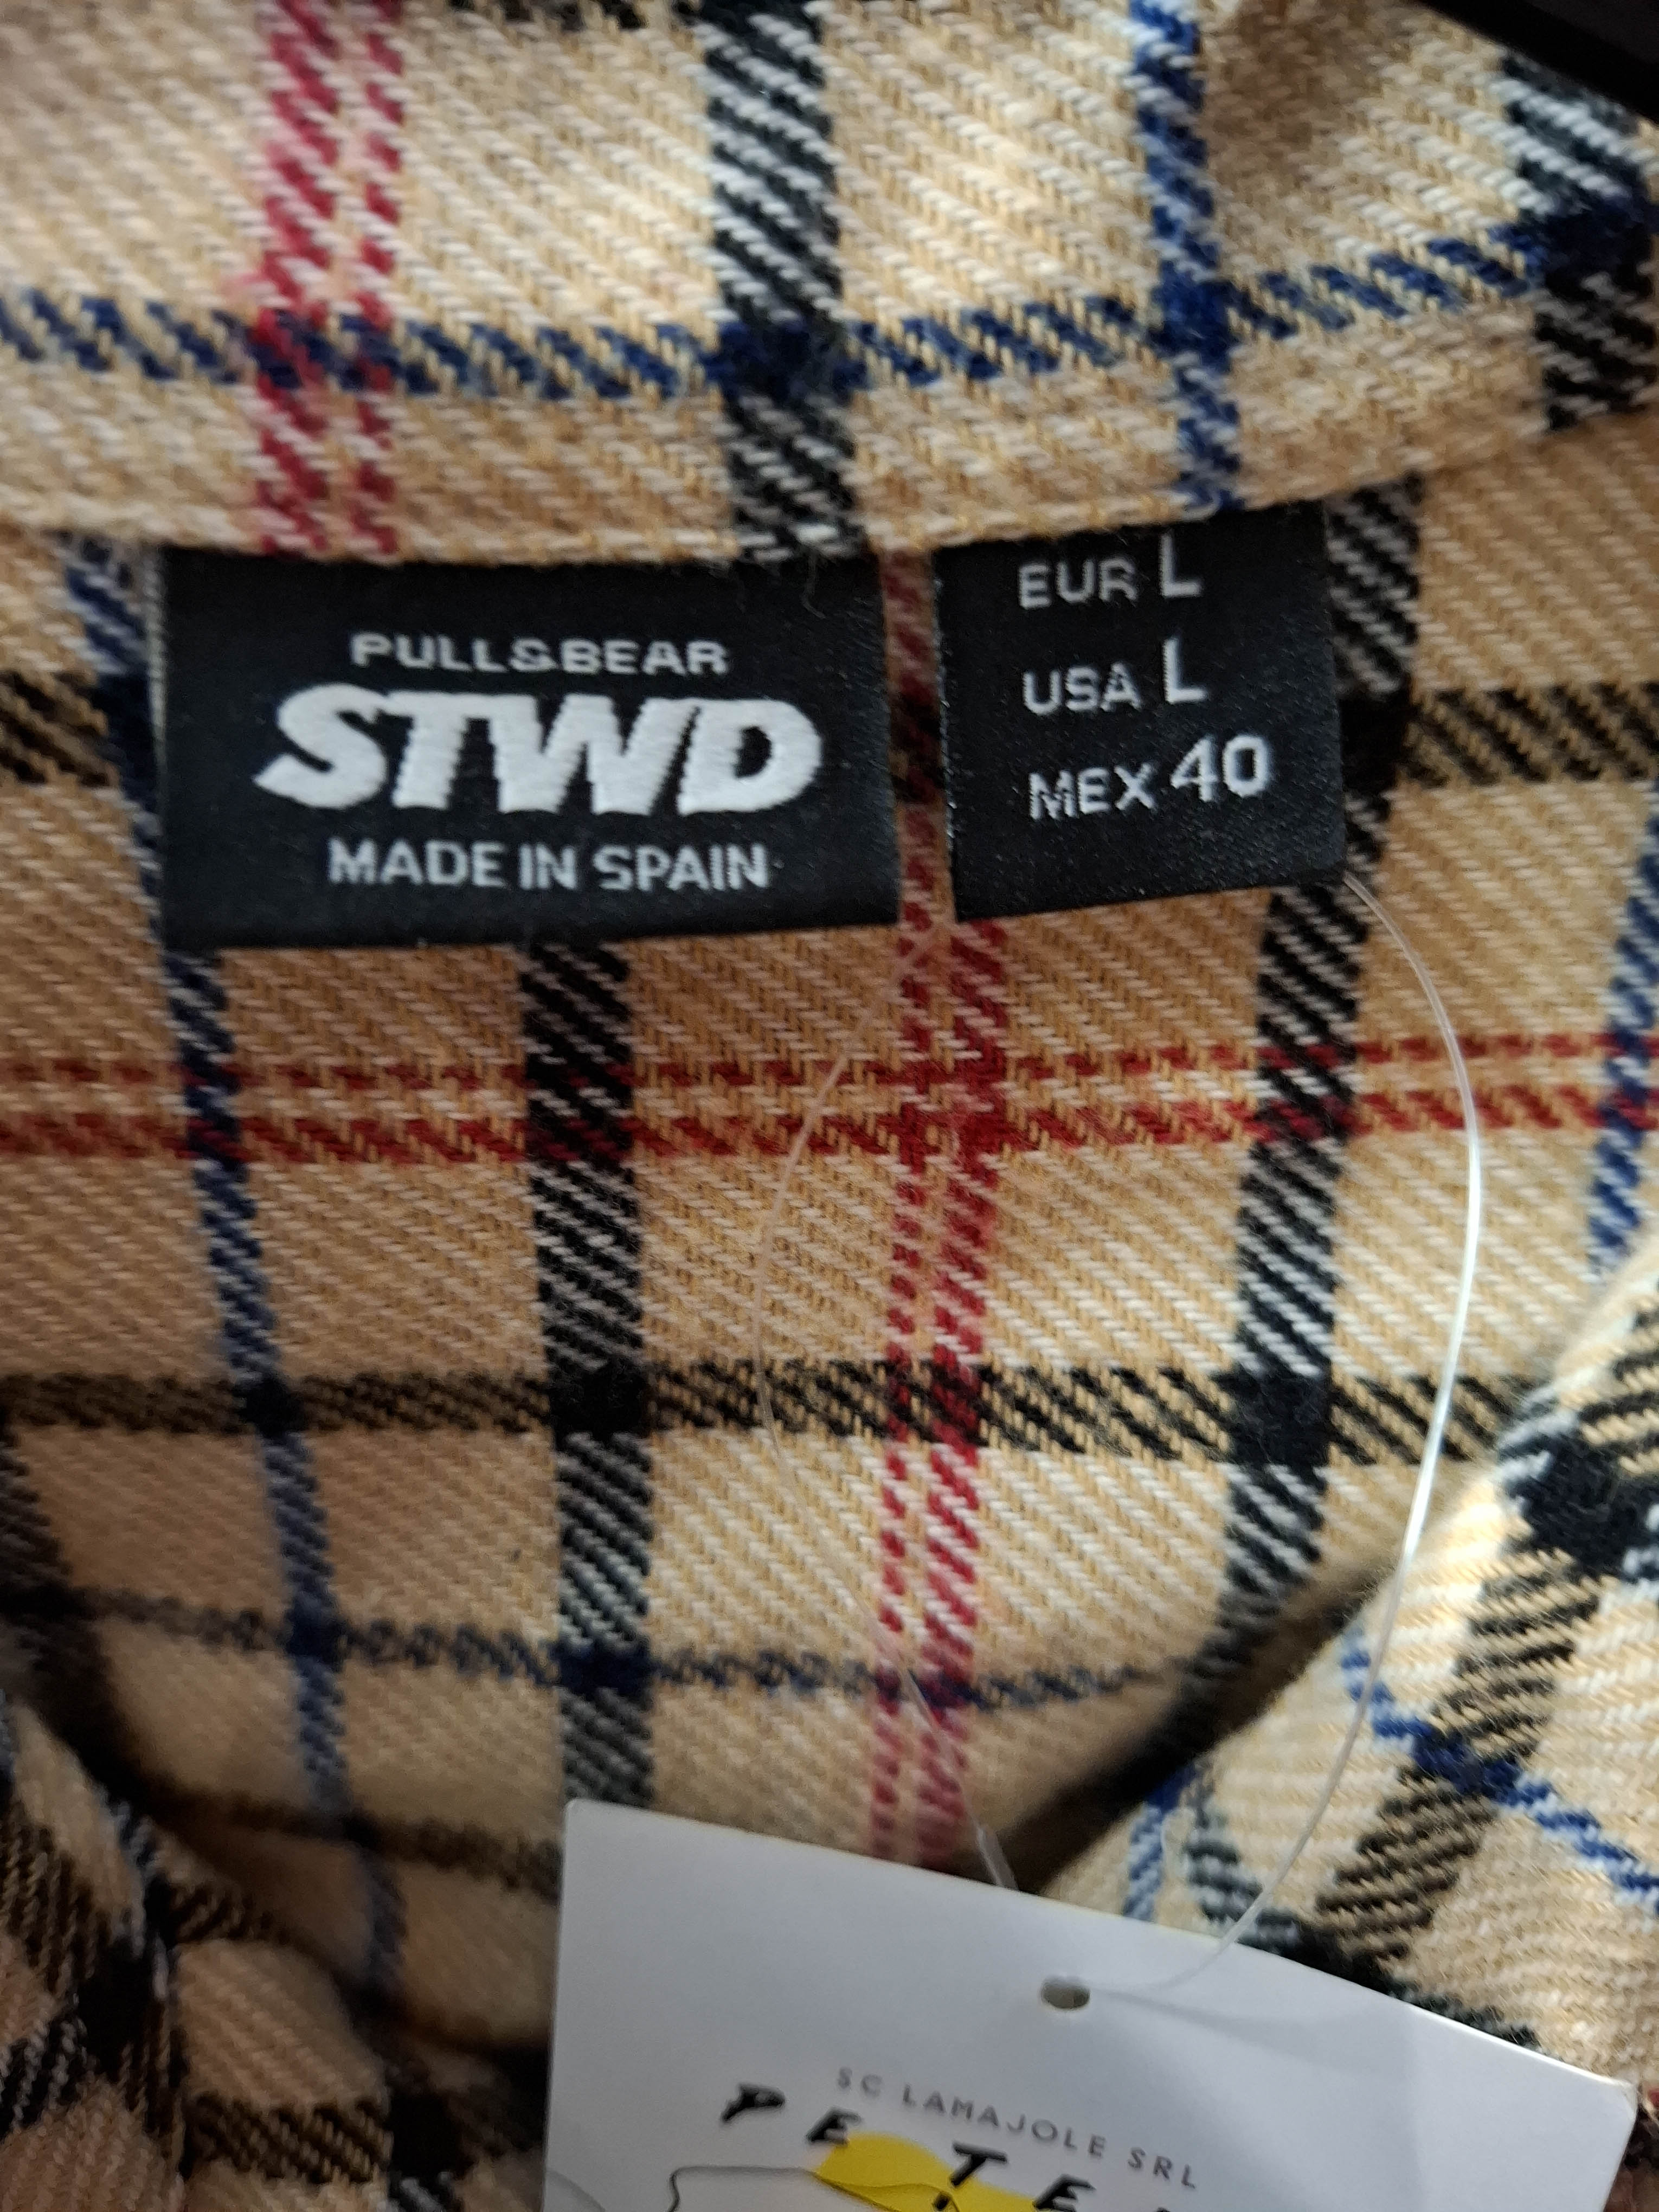 PULL&BEAR
STWD
MADE IN SPAIN
EUR L
USA L
MEX 40
SC LAMAJOLE SRL